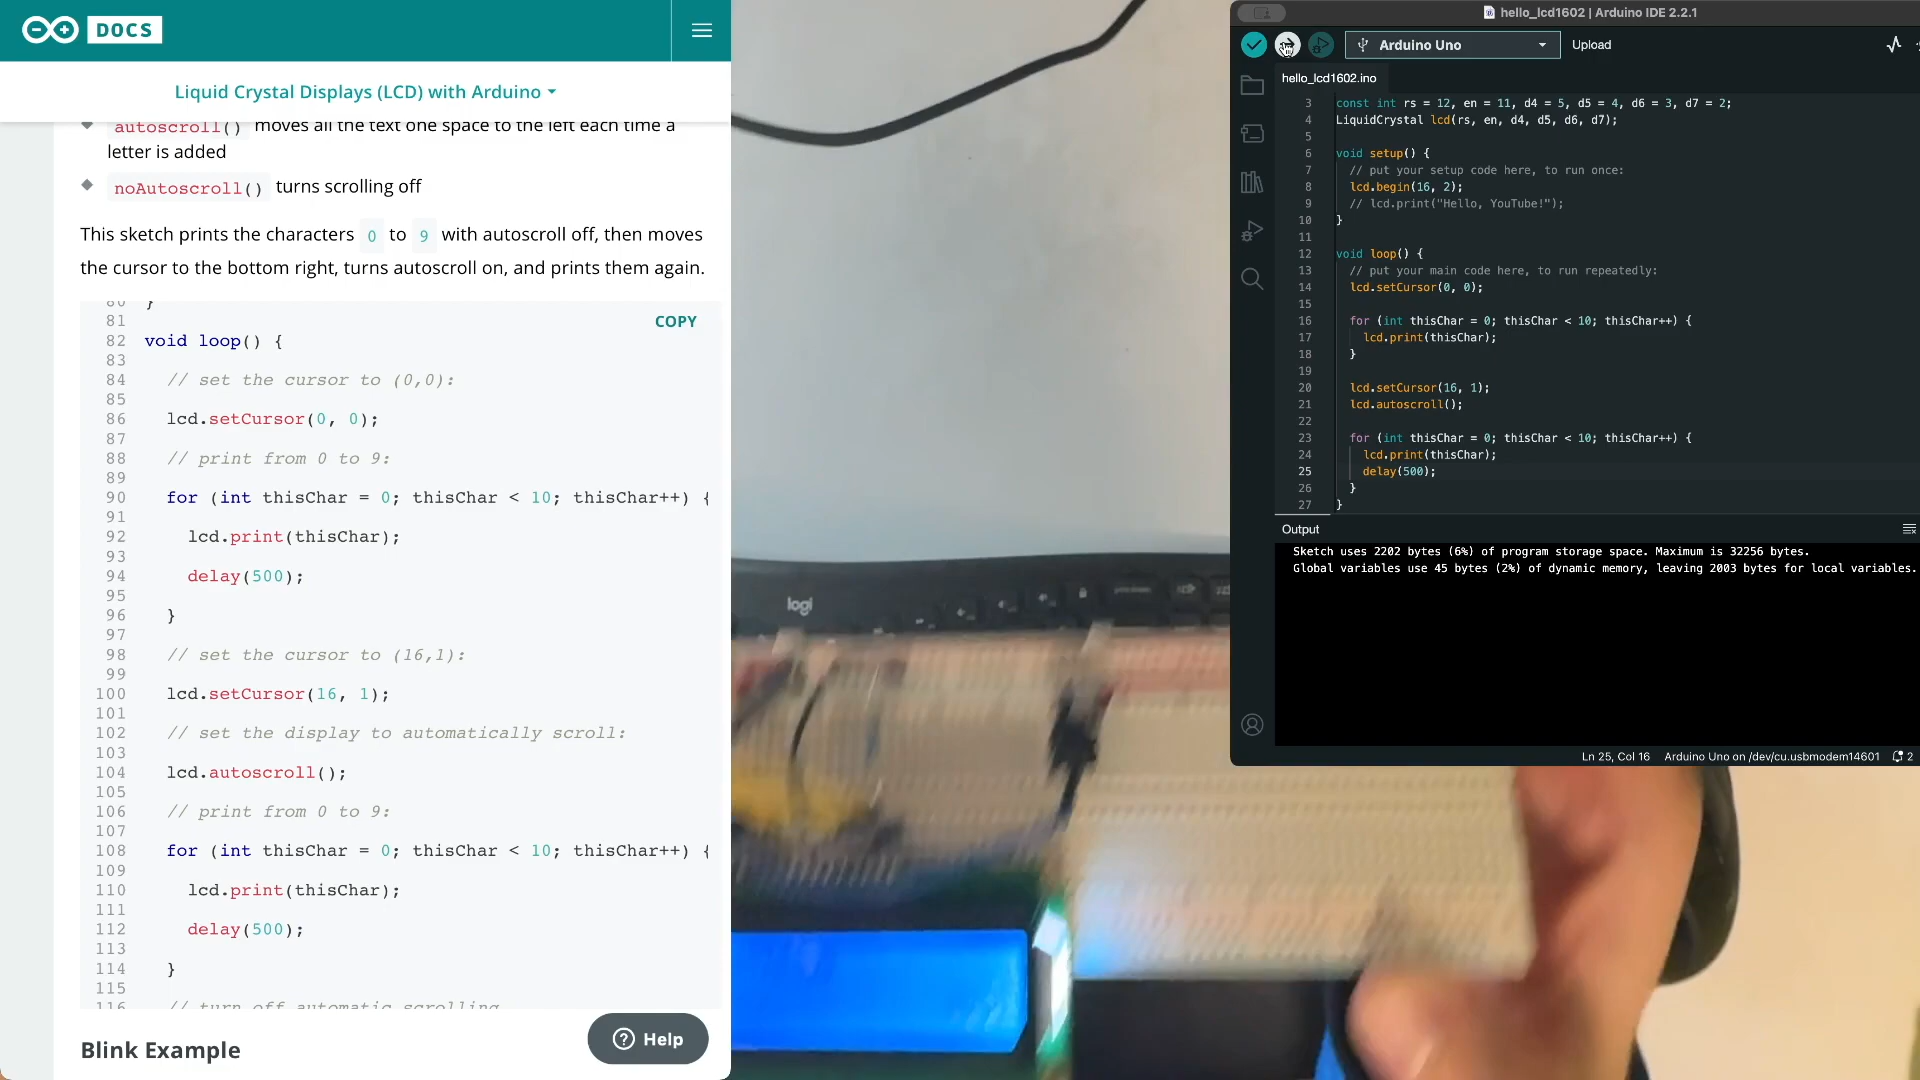 DOCS
Liquid Crystal Displays (LCD) with Arduino
autoscroll() moves all the text one space to the left each time a
letter is added
noAutoscroll() turns scrolling off
This sketch prints the characters 0 to 9 with autoscroll off, then moves
the cursor to the bottom right, turns autoscroll on, and prints them again.
COPY
80 }
81
82 void loop() {
83
84 // set the cursor to (0,0):
85
86 lcd.setCursor(0, 0);
87
88 // print from 0 to 9:
89
90 for (int thisChar = 0; thisChar < 10; thisChar++) {
91
92 lcd.print(thisChar);
93
94 delay(500);
95
96 }
97
98 // set the cursor to (16,1):
99
100 lcd.setCursor(16, 1);
101
102 // set the display to automatically scroll:
103
104 lcd.autoscroll();
105
106 // print from 0 to 9:
107
108 for (int thisChar = 0; thisChar < 10; thisChar++) {
109
110 lcd.print(thisChar);
111
112 delay(500);
113
114 }
115
116 // turn off automatic scrolling
Blink Example
Help
logi
hello_lcd1602 | Arduino IDE 2.2.1
Arduino Uno
Upload
hello_lcd1602.ino
3 const int rs = 12, en = 11, d4 = 5, d5 = 4, d6 = 3, d7 = 2;
4 LiquidCrystal lcd(rs, en, d4, d5, d6, d7);
5
6 void setup() {
7 // put your setup code here, to run once:
8 lcd.begin(16, 2);
9 // lcd.print("Hello, YouTube!");
10 }
11
12 void loop() {
13 // put your main code here, to run repeatedly:
14 lcd.setCursor(0, 0);
15
16 for (int thisChar = 0; thisChar < 10; thisChar++) {
17 lcd.print(thisChar);
18 }
19
20 lcd.setCursor(16, 1);
21 lcd.autoscroll();
22
23 for (int thisChar = 0; thisChar < 10; thisChar++) {
24 lcd.print(thisChar);
25 delay(500);
26 }
27 }
Output
Sketch uses 2202 bytes (6%) of program storage space. Maximum is 32256 bytes.
Global variables use 45 bytes (2%) of dynamic memory, leaving 2003 bytes for local variables.
Ln 25, Col 16 Arduino Uno on /dev/cu.usbmodem14601 2